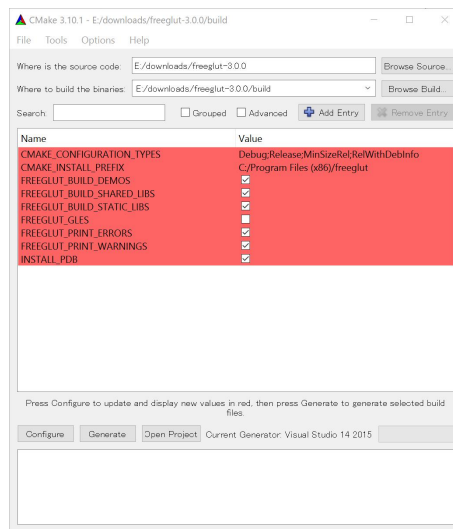 CMake 3.10.1 - E:/downloads/freeglut-3.0.0/build
File Tools Options Help
Where is the source code: E:/downloads/freeglut-3.0.0 Browse Source...
Where to build the binaries: E:/downloads/freeglut-3.0.0/build Browse Build...
Search: Grouped Advanced Add Entry Remove Entry
Name Value
CMAKE_CONFIGURATION_TYPES Debug;Release;MinSizeRel;RelWithDebInfo
CMAKE_INSTALL_PREFIX C:/Program Files (x86)/freeglut
FREEGLUT_BUILD_DEMOS
FREEGLUT_BUILD_SHARED_LIBS
FREEGLUT_BUILD_STATIC_LIBS
FREEGLUT_GLES
FREEGLUT_PRINT_ERRORS
FREEGLUT_PRINT_WARNINGS
INSTALL_PDB
Press Configure to update and display new values in red, then press Generate to generate selected build
files.
Configure Generate Open Project Current Generator: Visual Studio 14 2015